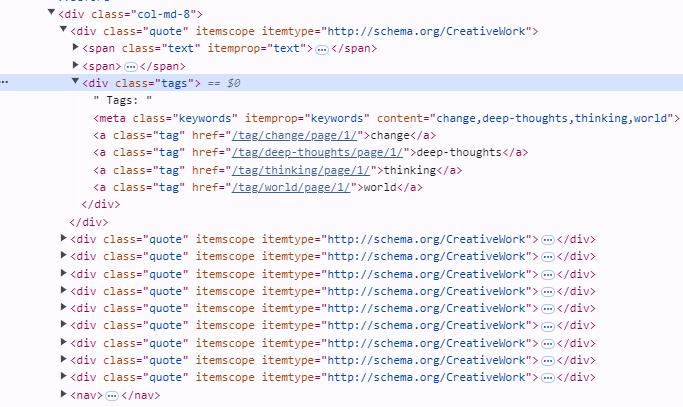 <div class="col-md-8">
<div class="quote" itemscope itemtype="http://schema.org/CreativeWork">
<span class="text" itemprop="text"> … </span>
<span> … </span>
… <div class="tags"> == $0
" Tags: "
<meta class="keywords" itemprop="keywords" content="change,deep-thoughts,thinking,world">
<a class="tag" href="/tag/change/page/1/">change</a>
<a class="tag" href="/tag/deep-thoughts/page/1/">deep-thoughts</a>
<a class="tag" href="/tag/thinking/page/1/">thinking</a>
<a class="tag" href="/tag/world/page/1/">world</a>
</div>
</div>
<div class="quote" itemscope itemtype="http://schema.org/CreativeWork"> … </div>
<div class="quote" itemscope itemtype="http://schema.org/CreativeWork"> … </div>
<div class="quote" itemscope itemtype="http://schema.org/CreativeWork"> … </div>
<div class="quote" itemscope itemtype="http://schema.org/CreativeWork"> … </div>
<div class="quote" itemscope itemtype="http://schema.org/CreativeWork"> … </div>
<div class="quote" itemscope itemtype="http://schema.org/CreativeWork"> … </div>
<div class="quote" itemscope itemtype="http://schema.org/CreativeWork"> … </div>
<div class="quote" itemscope itemtype="http://schema.org/CreativeWork"> … </div>
<div class="quote" itemscope itemtype="http://schema.org/CreativeWork"> … </div>
<nav> … </nav>